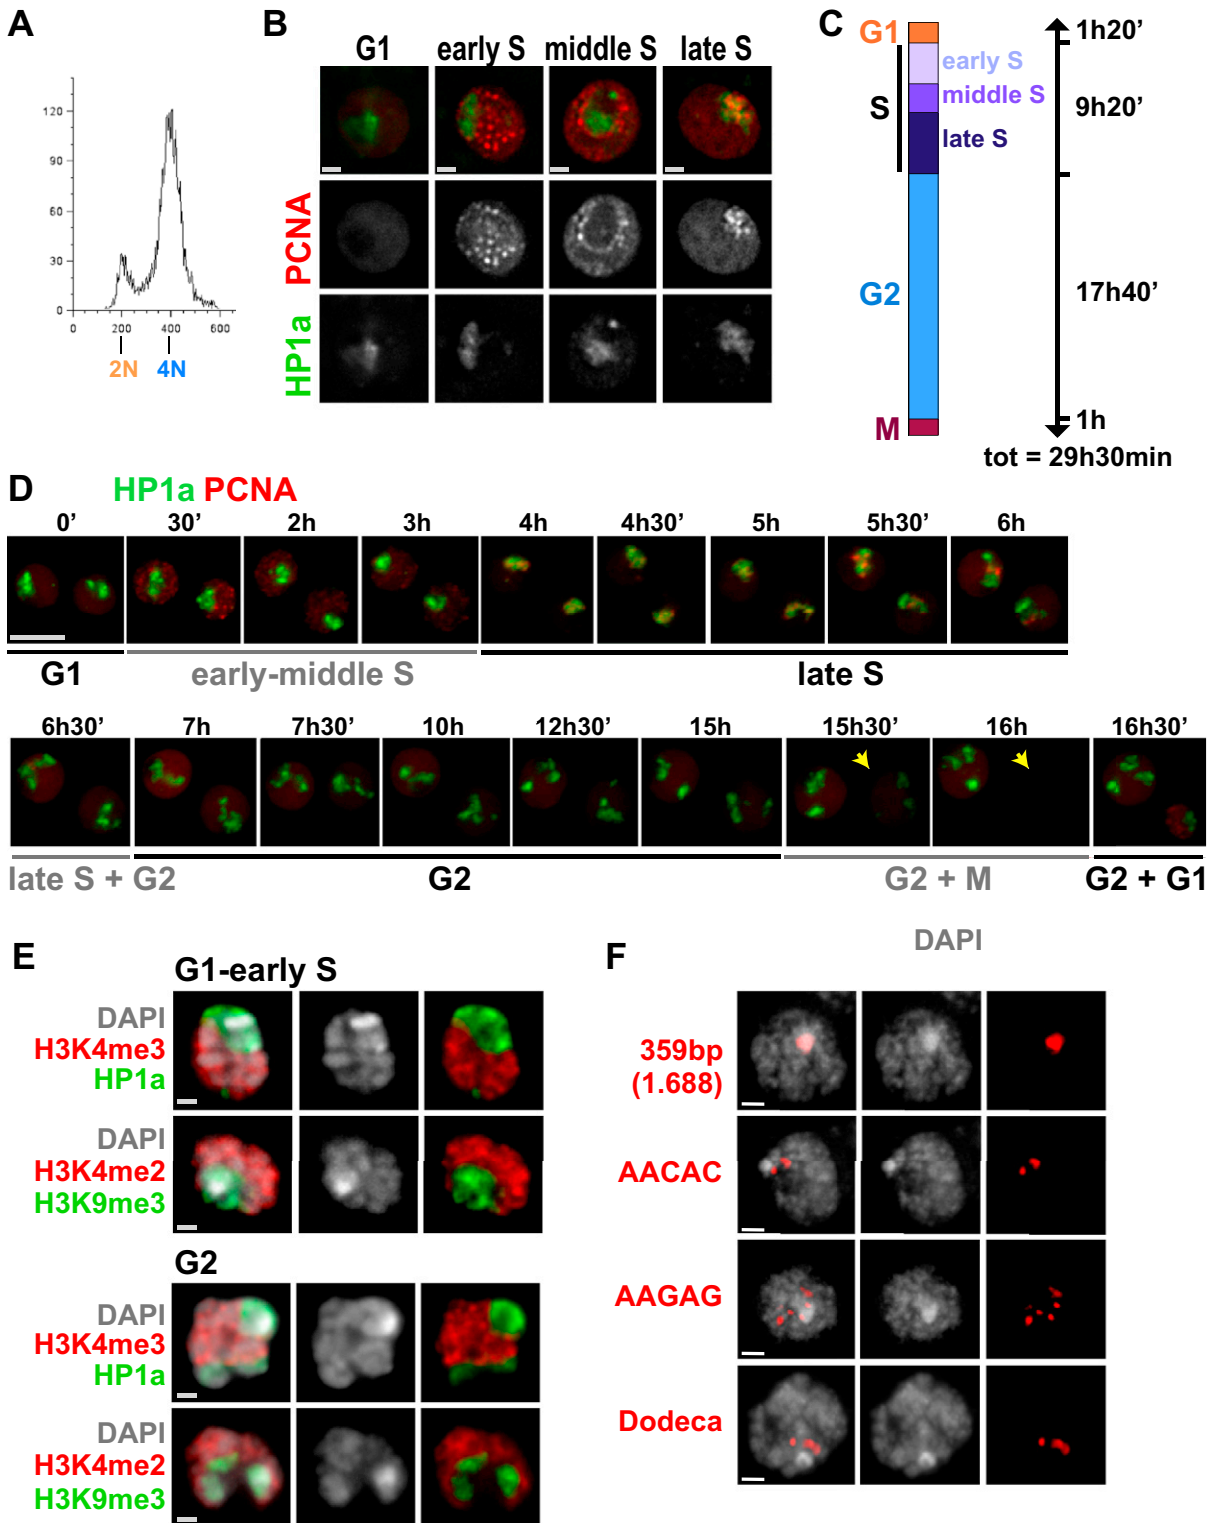 A
120
90
60
30
0
0 200 400 600
2N 4N
B
G1 early S middle S late S
PCNA
HP1a
C
G1
early S
middle S
late S
S
G2
M
1h20’
9h20’
17h40’
1h
tot = 29h30min
D
HP1a PCNA
0’ 30’ 2h 3h 4h 4h30’ 5h 5h30’ 6h
G1 early-middle S late S
6h30’ 7h 7h30’ 10h 12h30’ 15h 15h30’ 16h 16h30’
late S + G2 G2 G2 + M G2 + G1
E
G1-early S
DAPI
H3K4me3
HP1a
DAPI
H3K4me2
H3K9me3
G2
DAPI
H3K4me3
HP1a
DAPI
H3K4me2
H3K9me3
F
DAPI
359bp
(1.688)
AACAC
AAGAG
Dodeca